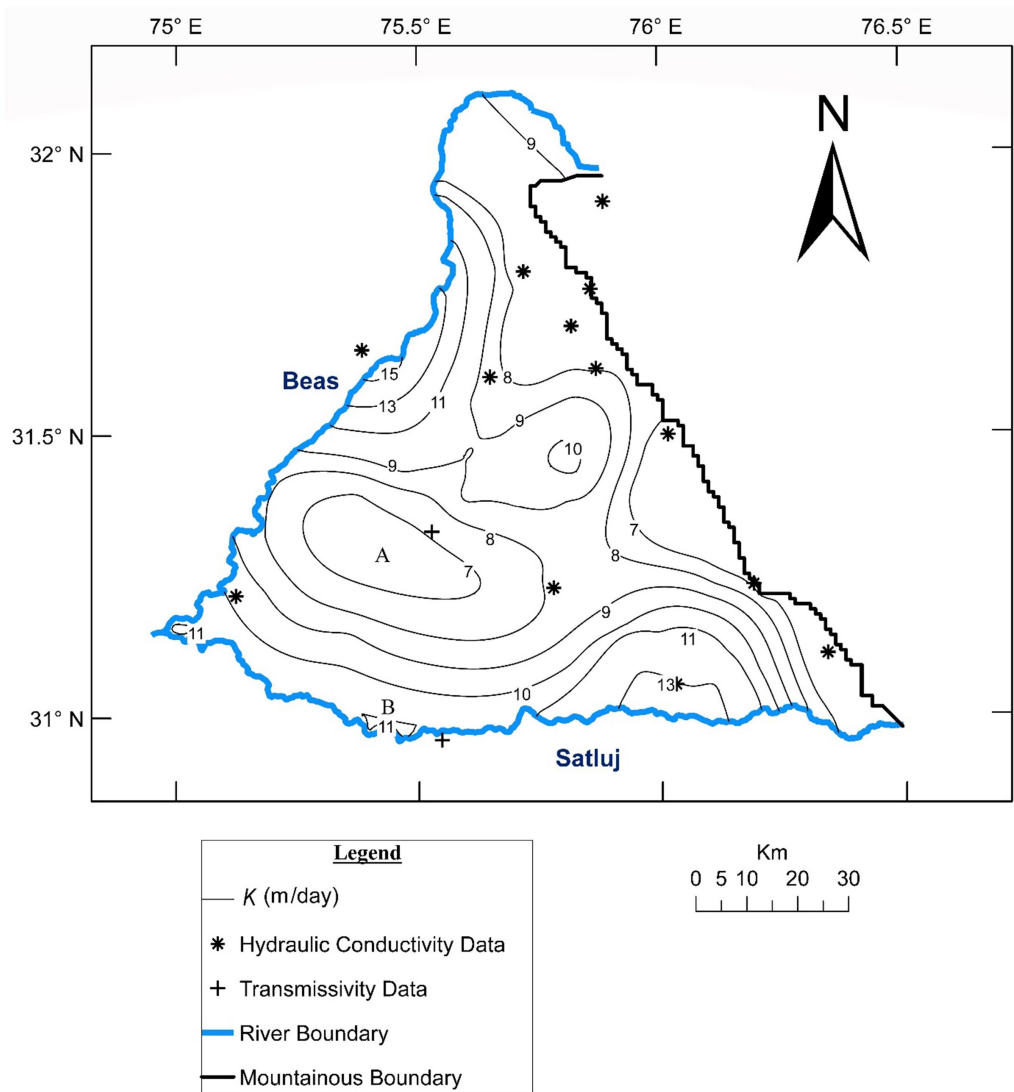 75° E 75.5° E 76° E 76.5° E
N
32° N
9
Beas
15
13
11
8
9
10
31.5° N
9
8
7
A
7
8
9
11
10
11
13
B
11
31° N
Satluj
Legend
K (m/day)
Hydraulic Conductivity Data
Transmissivity Data
River Boundary
Mountainous Boundary
Km
0 5 10 20 30